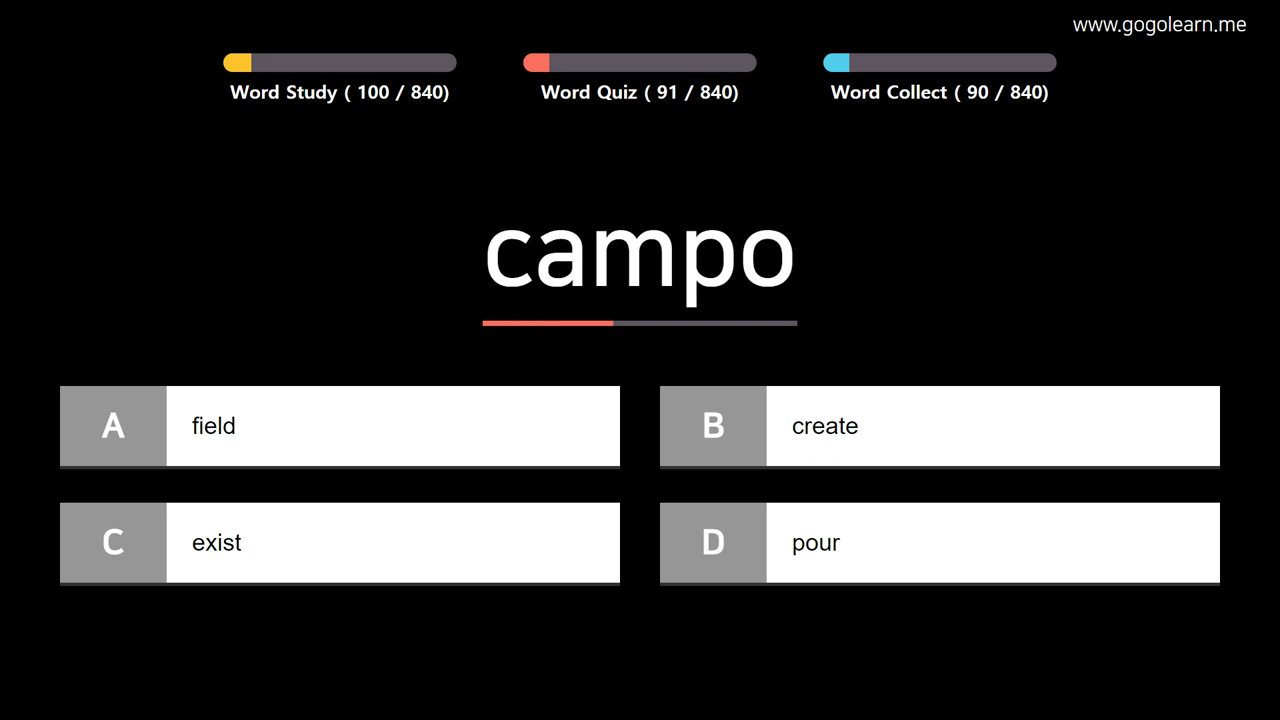 www.gogolearn.me
Word Study ( 100 / 840)
Word Quiz ( 91 / 840)
Word Collect ( 90 / 840)
campo
A field
B create
C exist
D pour